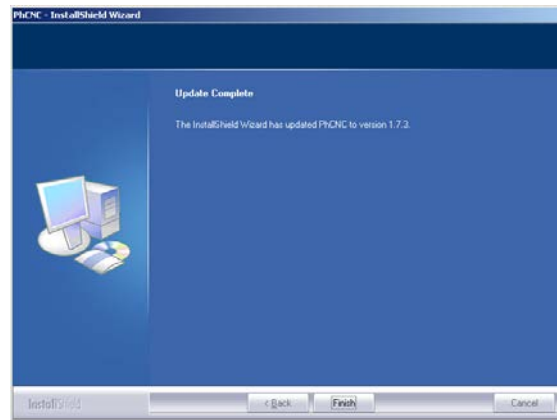 PhCNC - InstallShield Wizard
Update Complete
The InstallShield Wizard has updated PhCNC to version 1.7.3.
InstallShield
< Back
Finish
Cancel